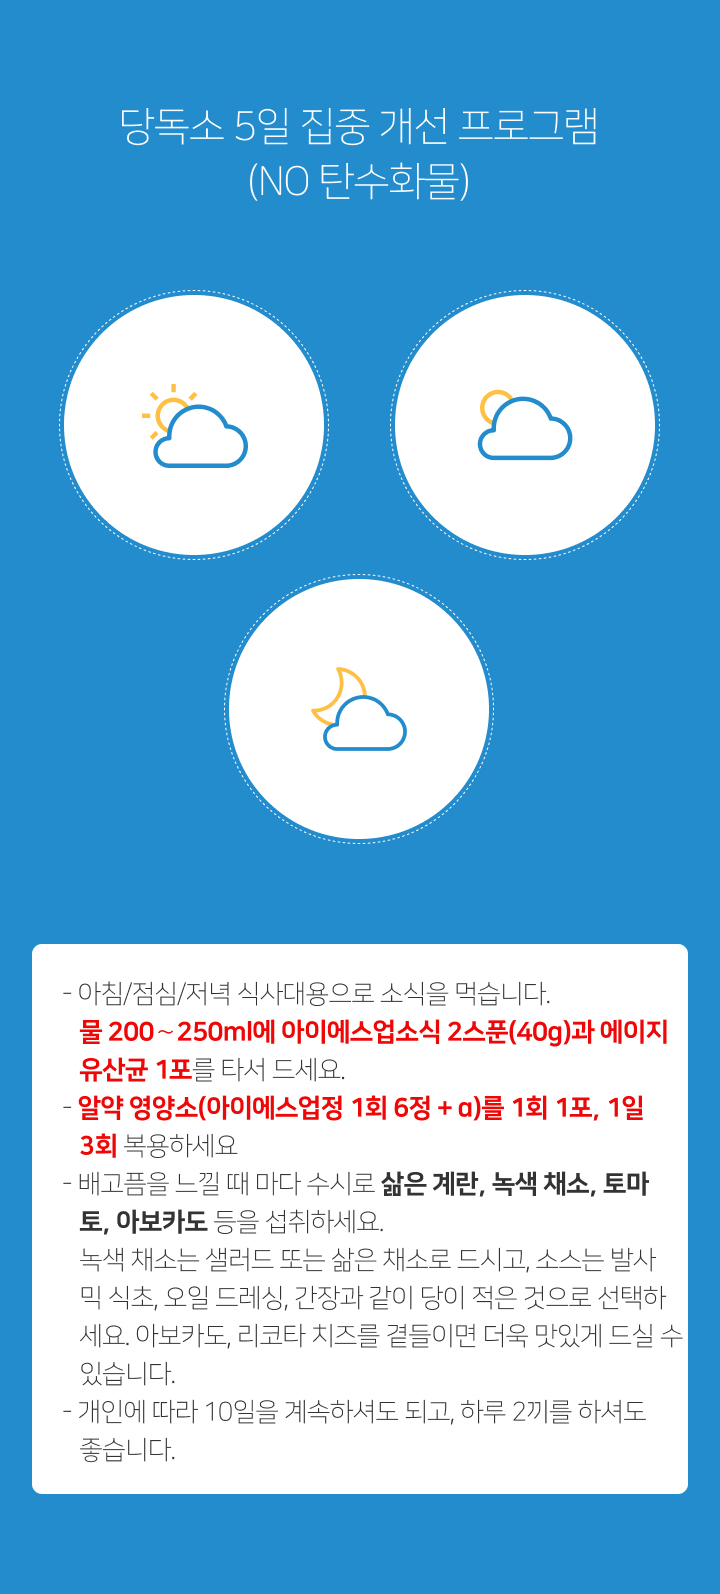 당독소 5일 집중 개선 프로그램
(NO 탄수화물)
- 아침/점심/저녁 식사대용으로 소식을 먹습니다.
물 200~250ml에 아이에스업소식 2스푼(40g)과 에이지
유산균 1포를 타서 드세요.
- 알약 영양소(아이에스업정 1회 6정 + α)를 1회 1포, 1일
3회 복용하세요
- 배고픔을 느낄 때 마다 수시로 삶은 계란, 녹색 채소, 토마
토, 아보카도 등을 섭취하세요.
녹색 채소는 샐러드 또는 삶은 채소로 드시고, 소스는 발사
믹 식초, 오일 드레싱, 간장과 같이 당이 적은 것으로 선택하
세요. 아보카도, 리코타 치즈를 곁들이면 더욱 맛있게 드실 수
있습니다.
- 개인에 따라 10일을 계속하셔도 되고, 하루 2끼를 하셔도
좋습니다.